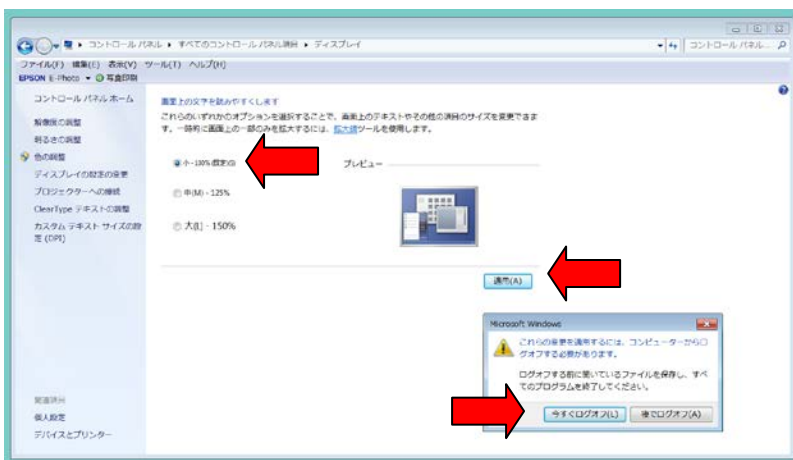 コントロール パネル ▸ すべてのコントロール パネル項目 ▸ ディスプレイ
コントロール パネル...
ファイル(F) 編集(E) 表示(V) ツール(T) ヘルプ(H)
EPSON E-Photo 写真印刷
コントロール パネル ホーム
解像度の調整
明るさの調整
色の調整
ディスプレイの設定の変更
プロジェクターへの接続
ClearType テキストの調整
カスタム テキスト サイズの設
定 (DPI)
画面上の文字を読みやすくします
これらのいずれかのオプションを選択することで、画面上のテキストやその他の項目のサイズを変更できま
す。一時的に画面上の一部のみを拡大するには、拡大鏡ツールを使用します。
小 - 100% (既定)(S)
プレビュー
中(M) - 125%
大(L) - 150%
適用(A)
Microsoft Windows
これらの変更を適用するには、コンピューターからロ
グオフする必要があります。
ログオフする前に開いているファイルを保存し、すべ
てのプログラムを終了してください。
今すぐログオフ(L)
後でログオフ(A)
関連項目
個人設定
デバイスとプリンター